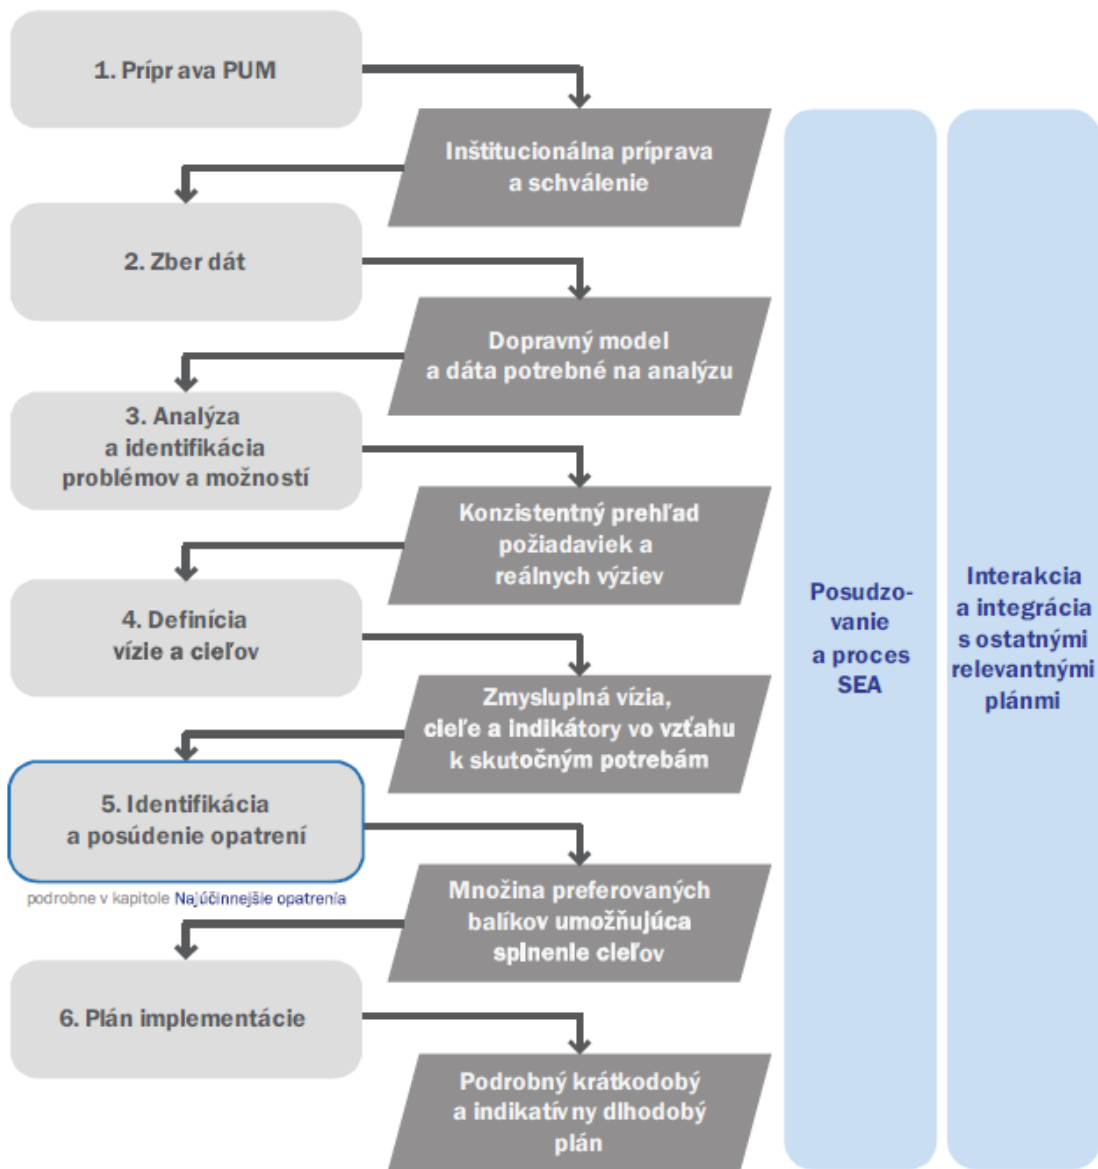 1. Príprava PUM
Inštitucionálna príprava
a schválenie
2. Zber dát
Dopravný model
a dáta potrebné na analýzu
3. Analýza
a identifikácia
problémov a možností
Konzistentný prehľad
požiadaviek a
reálnych výziev
4. Definícia
vízie a cieľov
Zmysluplná vízia,
ciele a indikátory vo vzťahu
k skutočným potrebám
5. Identifikácia
a posúdenie opatrení
podrobne v kapitole Najúčinnejšie opatrenia
Množina preferovaných
balíkov umožňujúca
splnenie cieľov
6. Plán implementácie
Podrobný krátkodobý
a indikatívny dlhodobý
plán
Posudzo-
vanie
a proces
SEA
Interakcia
a integrácia
s ostatnými
relevantnými
plánmi